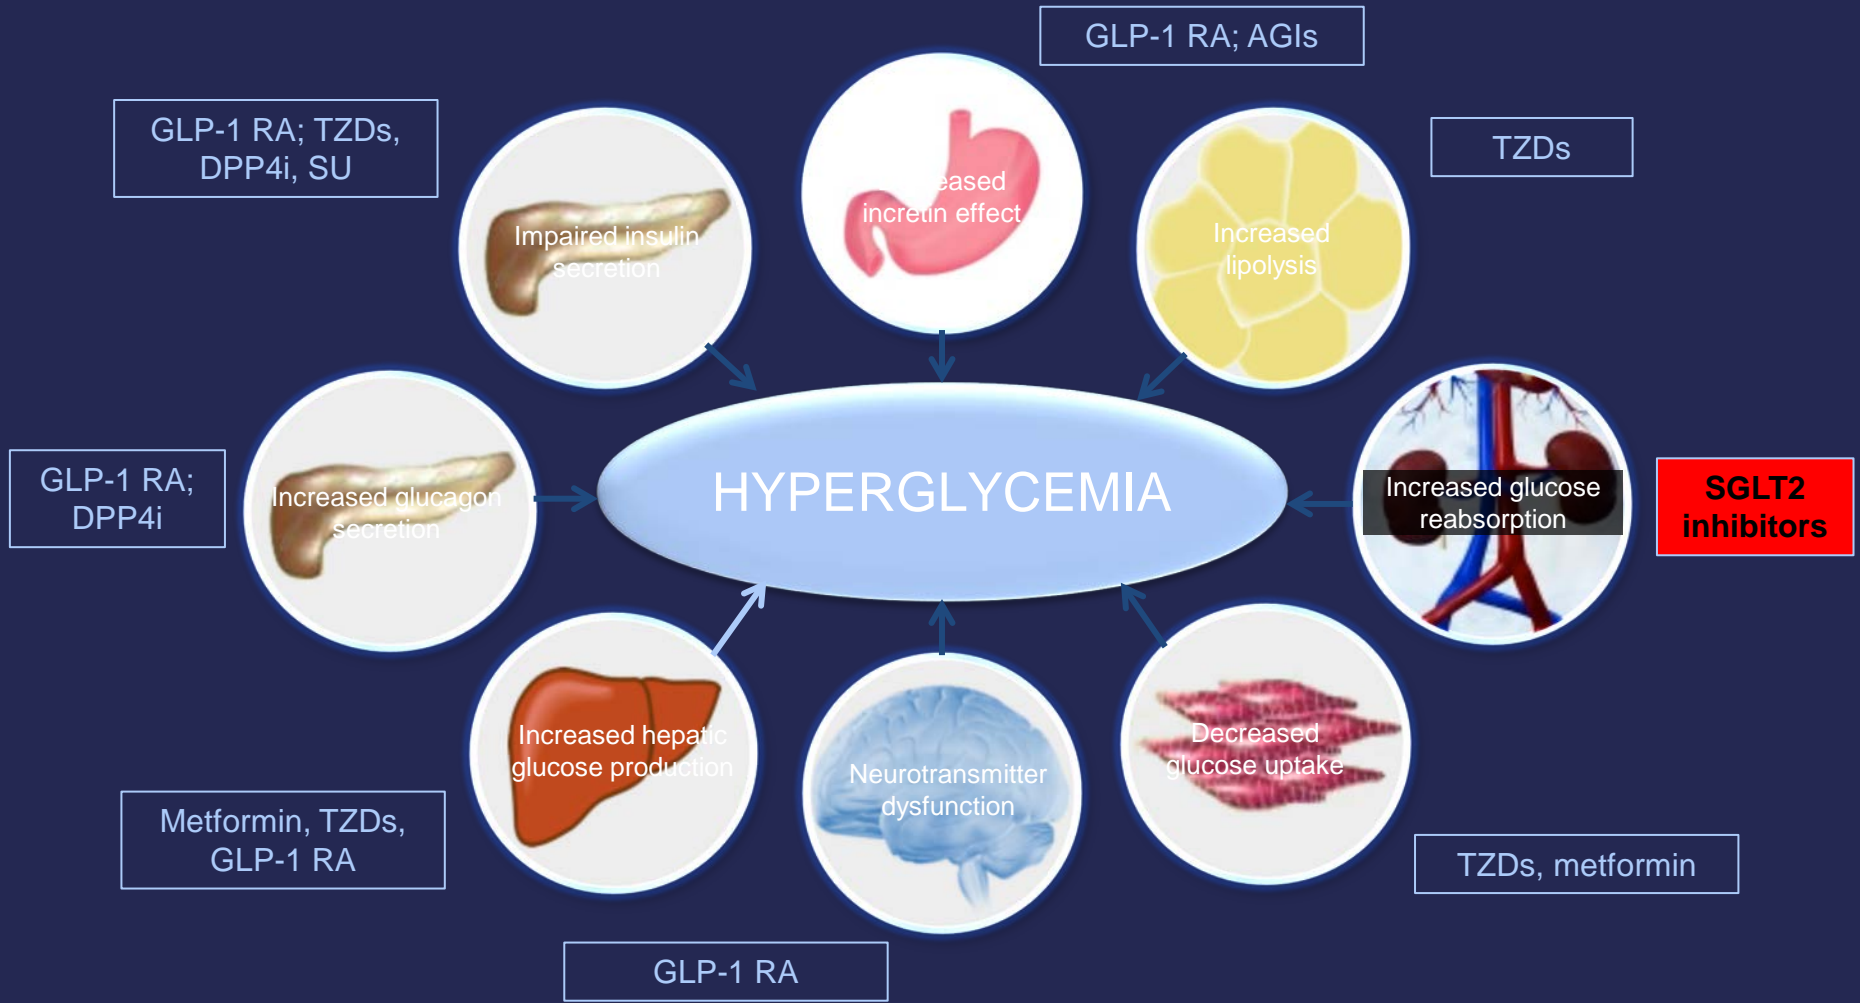 GLP-1 RA; AGIs
GLP-1 RA; TZDs,
DPP4i, SU
TZDs
eased
incretin effect
Impaired insulin
secretion
Increased
lipolysis
GLP-1 RA;
DPP4i
Increased glucagon
secretion
HYPERGLYCEMIA
Increased glucose
reabsorption
SGLT2
inhibitors
Increased hepatic
glucose production
Neurotransmitter
dysfunction
Decreased
glucose uptake
Metformin, TZDs,
GLP-1 RA
TZDs, metformin
GLP-1 RA